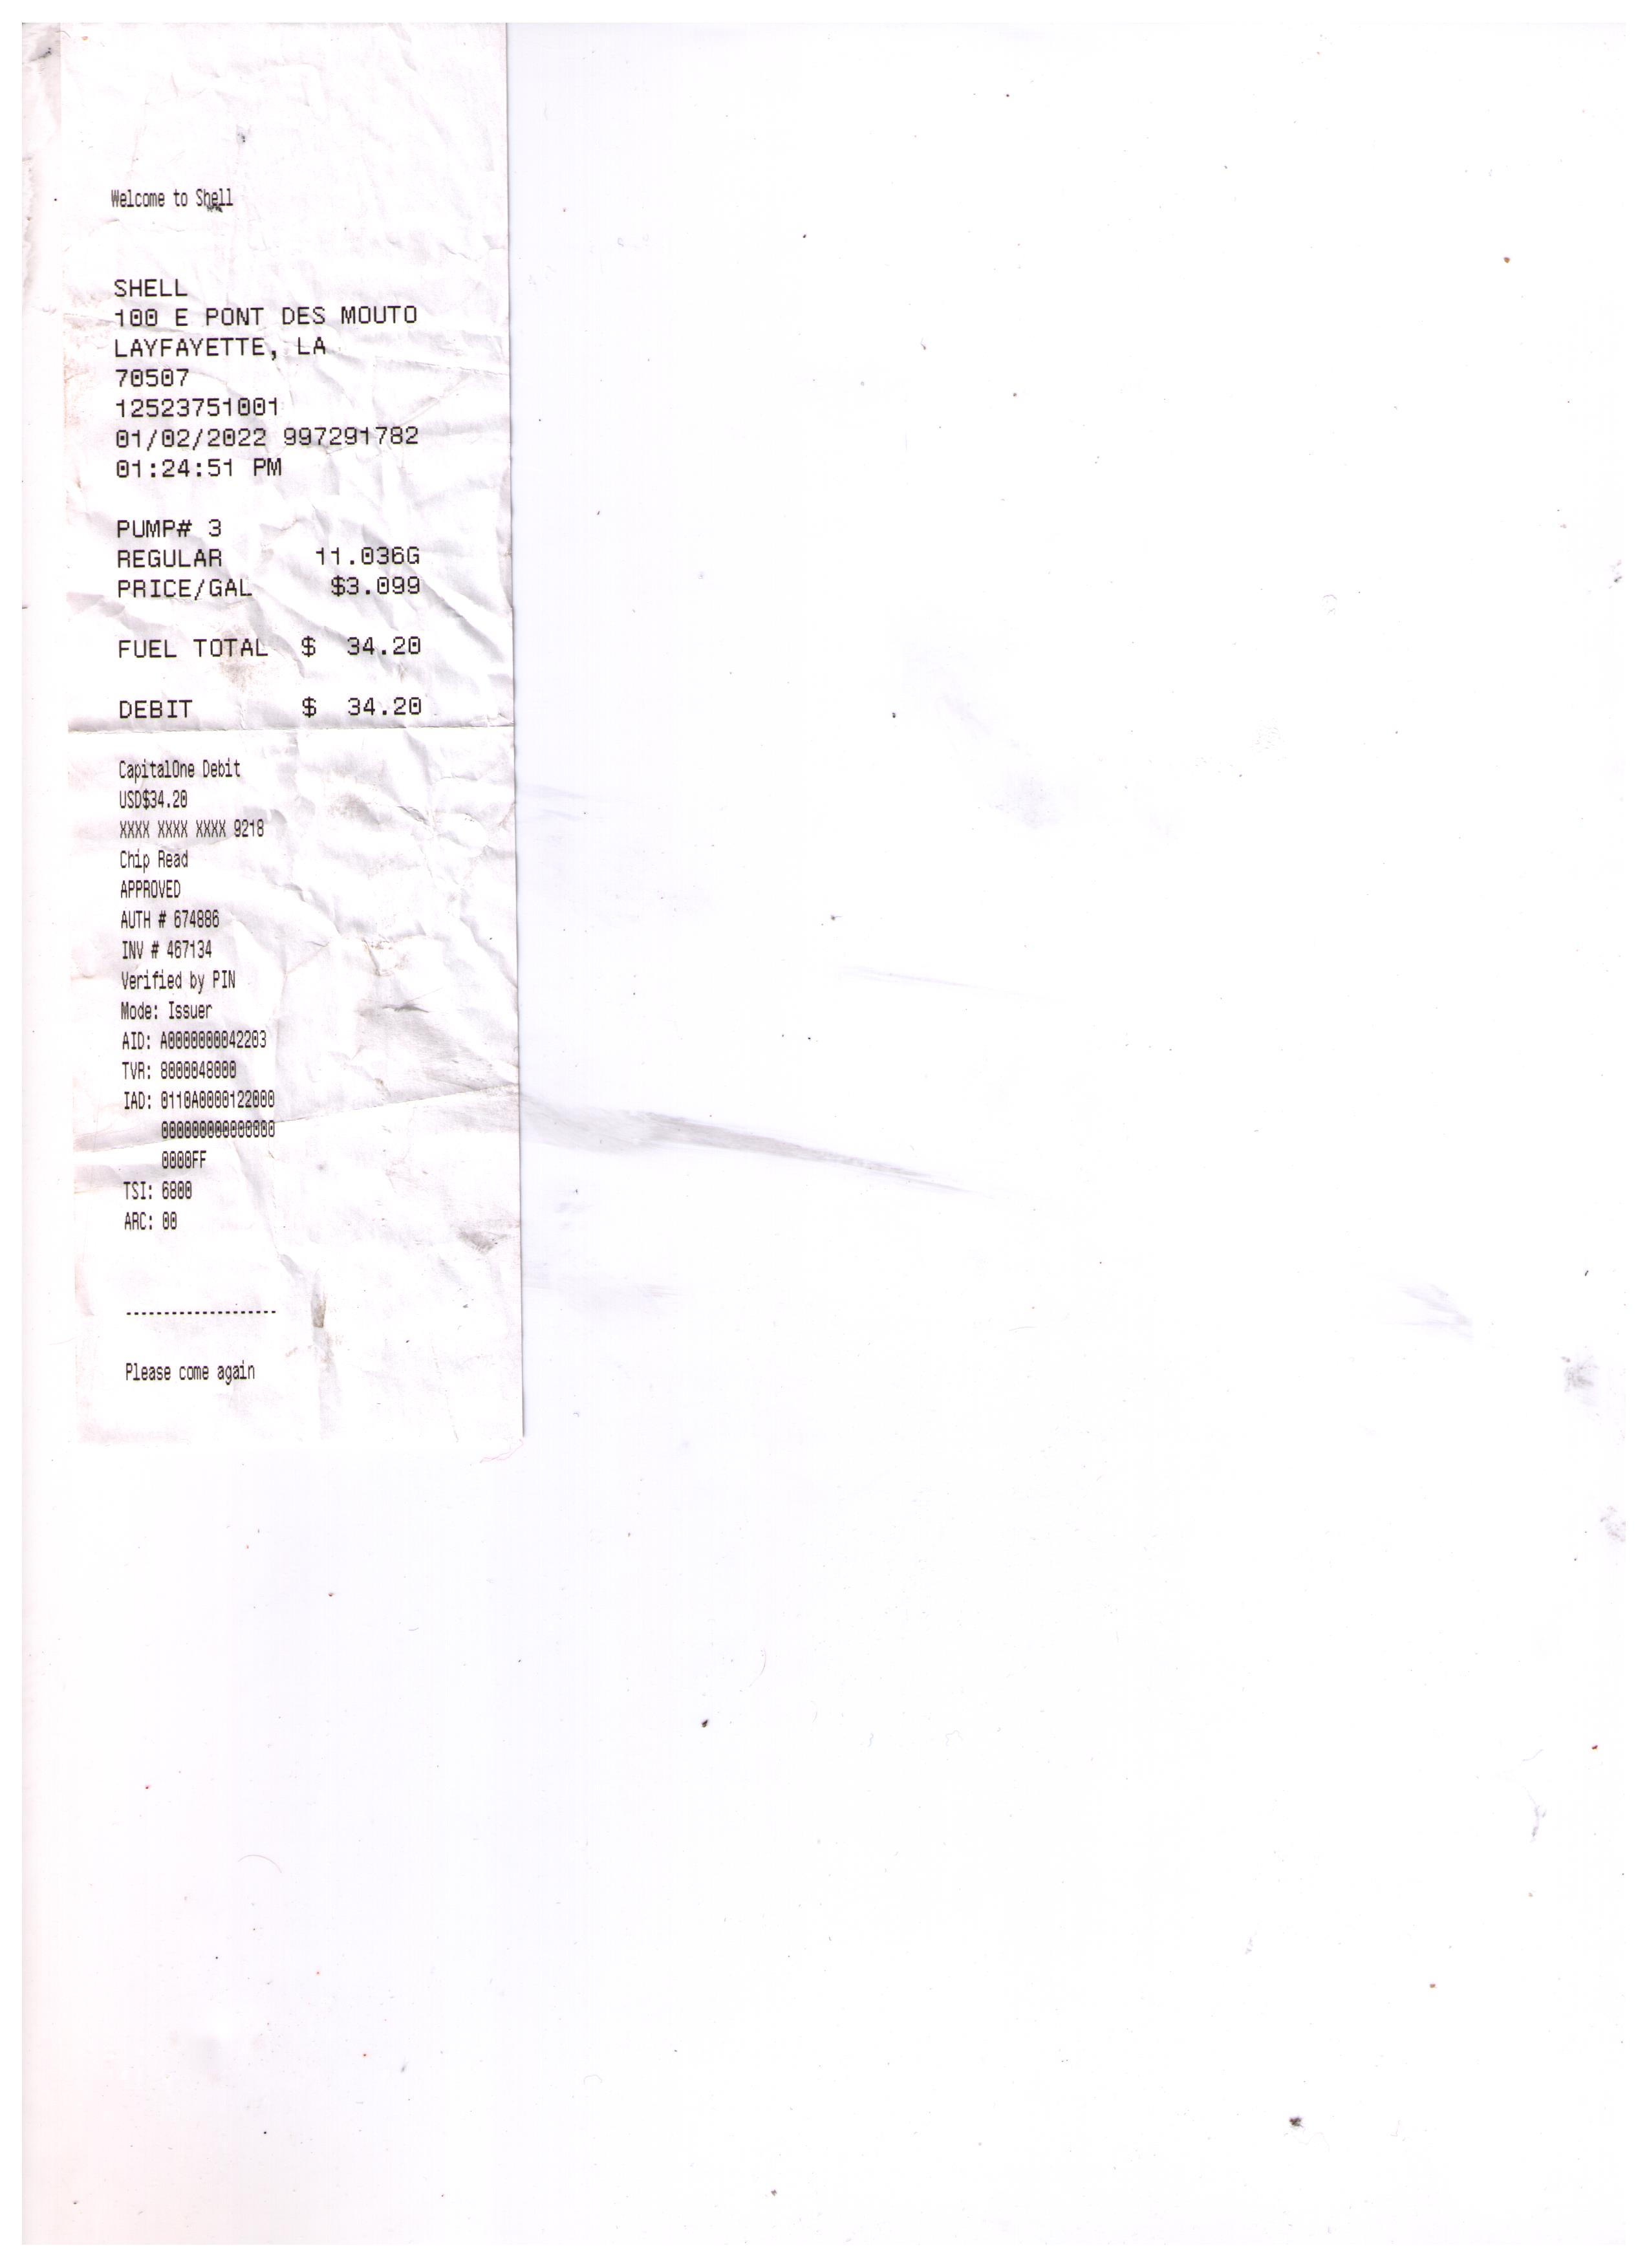 Welcome to Shell
SHELL
100 E PONT DES MOUTO
LAYFAYETTE, LA
70507
12523751001
01/02/2022 997291782
01:24:51 PM
PUMP# 3
REGULAR 11.036G
PRICE/GAL $3.099
FUEL TOTAL $ 34.20
DEBIT $ 34.20
CapitalOne Debit
USD$34.20
XXXX XXXX XXXX 9218
Chip Read
APPROVED
AUTH # 674886
INV # 467134
Verified by PIN
Mode: Issuer
AID: A0000000042203
TVR: 8000048000
IAD: 0110A0000122000
000000000000000
0000FF
TSI: 6800
ARC: 00
--------------------
Please come again